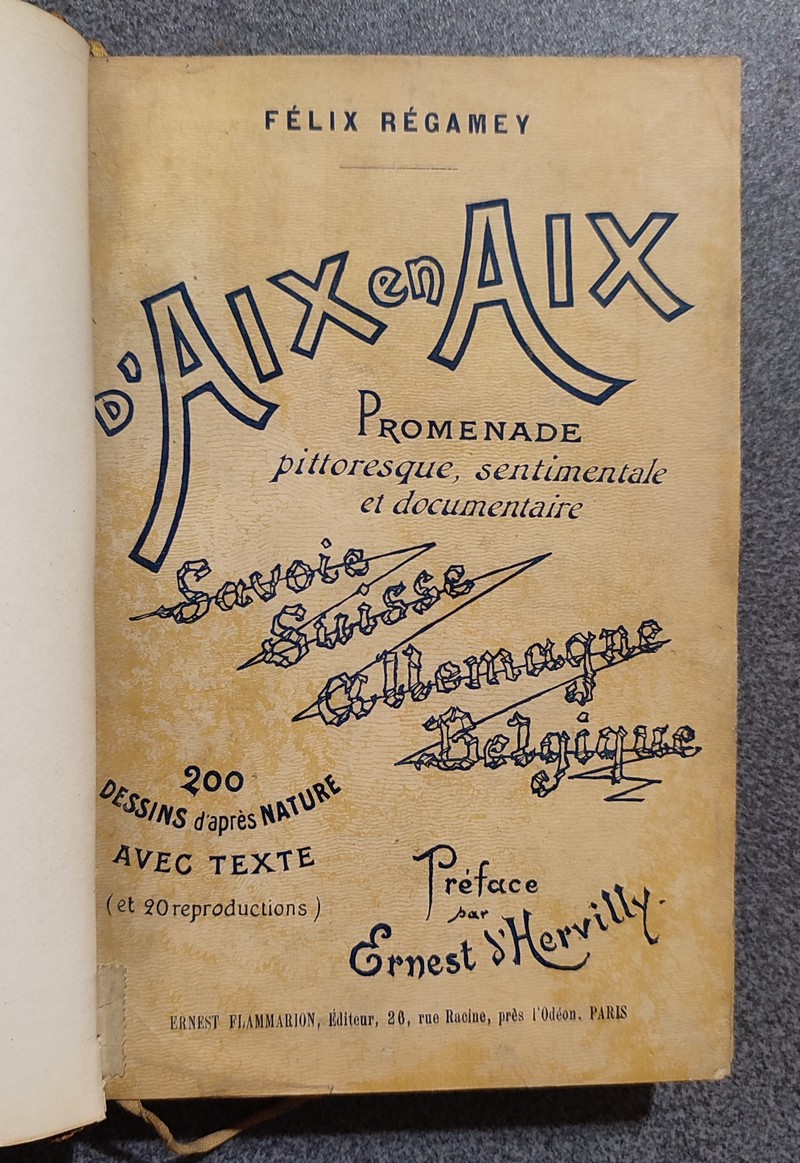 FÉLIX RÉGAMEY
D'AIX en AIX
PROMENADE
pittoresque, sentimentale
et documentaire
Savoie
Suisse
Allemagne
Belgique
200
DESSINS d'après NATURE
AVEC TEXTE
(et 20 reproductions)
Préface
par
Ernest d'Hervilly.
ERNEST FLAMMARION, Éditeur, 26, rue Racine, près l'Odéon, PARIS